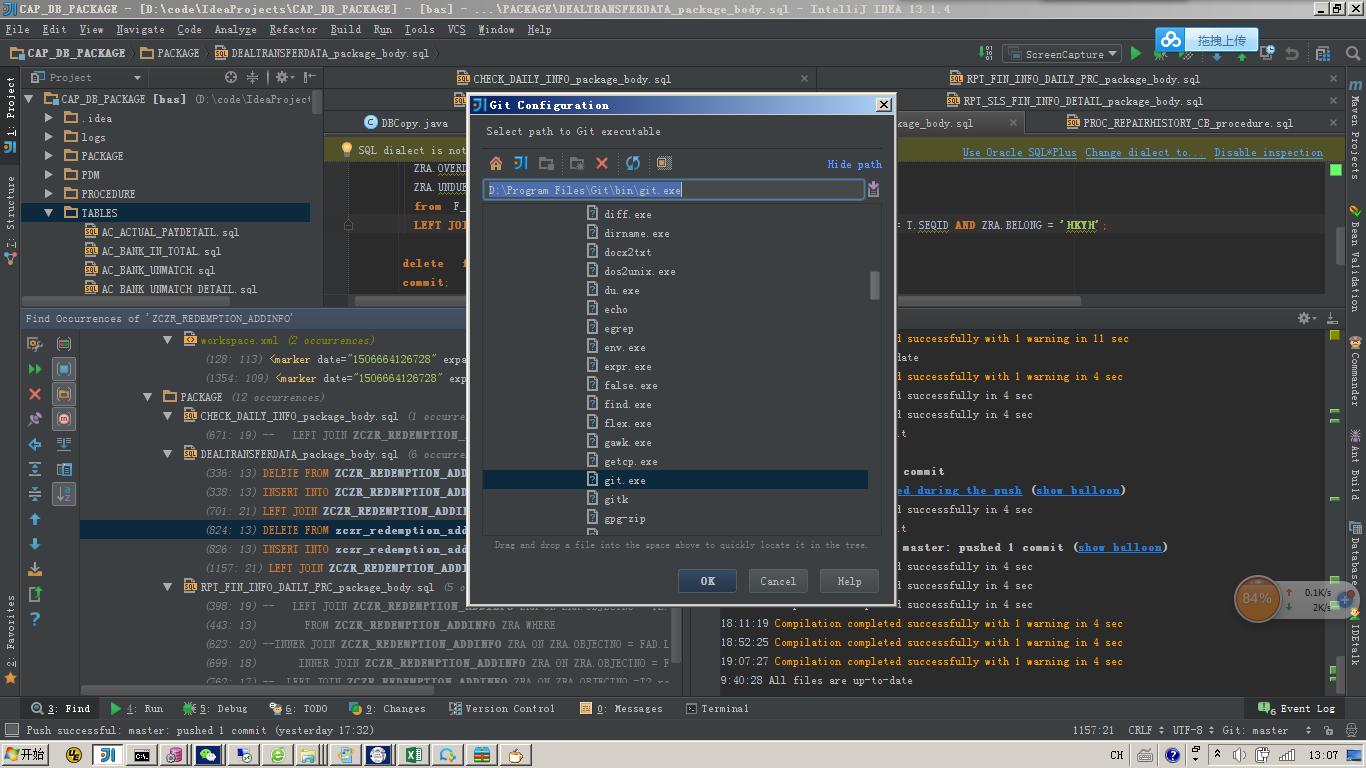 CAP_DB_PACKAGE - [D:\code\IdeaProjects\CAP_DB_PACKAGE] - [bas] - ...\PACKAGE\DEALTRANSFERDATA_package_body.sql - IntelliJ IDEA 13.1.4
File Edit View Navigate Code Analyze Refactor Build Run Tools VCS Window Help
拖拽上传
CAP_DB_PACKAGE PACKAGE DEALTRANSFERDATA_package_body.sql
ScreenCapture
Project
CHECK_DAILY_INFO_package_body.sql
RPT_FIN_INFO_DAILY_PRC_package_body.sql
RPT_SLS_FIN_INFO_DETAIL_package_body.sql
DBCopy.java
kage_body.sql
PROC_REPAIRHISTORY_CB_procedure.sql
SQL dialect is not
Use Oracle SQL*Plus Change dialect to... Disable inspection
1: Project
7: Structure
2: Favorites
CAP_DB_PACKAGE [bas] (D:\code\IdeaProject
.idea
logs
PACKAGE
PDM
PROCEDURE
TABLES
AC_ACTUAL_PAYDETAIL.sql
AC_BANK_IN_TOTAL.sql
AC_BANK_UNMATCH.sql
AC_BANK_UNMATCH_DETAIL.sql
ZRA.OVERD
ZRA.UNDUE
from F_
LEFT JOI
= T.SEQID AND ZRA.BELONG = 'HKYH';
delete f
commit;
Git Configuration
Select path to Git executable
Hide path
D:\Program Files\Git\bin\git.exe
diff.exe
dirname.exe
docx2txt
dos2unix.exe
du.exe
echo
egrep
env.exe
expr.exe
false.exe
find.exe
flex.exe
gawk.exe
getcp.exe
git.exe
gitk
gpg-zip
Drag and drop a file into the space above to quickly locate it in the tree.
OK Cancel Help
Find Occurrences of 'ZCZR_REDEMPTION_ADDINFO'
workspace.xml (2 occurrences)
(128: 113) <marker date="1506664126728" expa
(1354: 109) <marker date="1506664126728" exp
PACKAGE (12 occurrences)
CHECK_DAILY_INFO_package_body.sql (1 occurre
(671: 19) -- LEFT JOIN ZCZR_REDEMPTION_
DEALTRANSFERDATA_package_body.sql (6 occurre
(336: 13) DELETE FROM ZCZR_REDEMPTION_ADD
(338: 13) INSERT INTO ZCZR_REDEMPTION_ADD
(701: 21) LEFT JOIN ZCZR_REDEMPTION_ADDIN
(824: 13) DELETE FROM zczr_redemption_add
(826: 13) INSERT INTO zczr_redemption_add
(1157: 21) LEFT JOIN ZCZR_REDEMPTION_ADDI
RPT_FIN_INFO_DAILY_PRC_package_body.sql (5 o
(398: 19) -- LEFT JOIN ZCZR_REDEMPTION_ADDINFO
(443: 13) FROM ZCZR_REDEMPTION_ADDINFO ZRA WHERE
(623: 20) --INNER JOIN ZCZR_REDEMPTION_ADDINFO ZRA ON ZRA.OBJECTNO = FAD.L
(699: 18) INNER JOIN ZCZR_REDEMPTION_ADDINFO ZRA ON ZRA.OBJECTNO = F
d successfully with 1 warning in 11 sec
date
d successfully with 1 warning in 4 sec
d successfully in 4 sec
t
commit
ed during the push (show balloon)
d successfully in 4 sec
t
master: pushed 1 commit (show balloon)
d successfully in 4 sec
d successfully in 4 sec
d successfully in 4 sec
18:11:19 Compilation completed successfully with 1 warning in 4 sec
18:52:25 Compilation completed successfully with 1 warning in 4 sec
19:07:27 Compilation completed successfully with 1 warning in 4 sec
9:40:28 All files are up-to-date
Maven Projects
Bean Validation
Commander
Ant Build
Database
IDEtalk
84%
0.1K/s
2K/s
3: Find 4: Run 5: Debug 6: TODO 9: Changes Version Control 0: Messages Terminal
6 Event Log
Push successful: master: pushed 1 commit (yesterday 17:32)
1157:21 CRLF UTF-8 Git: master
开始
CH
13:07